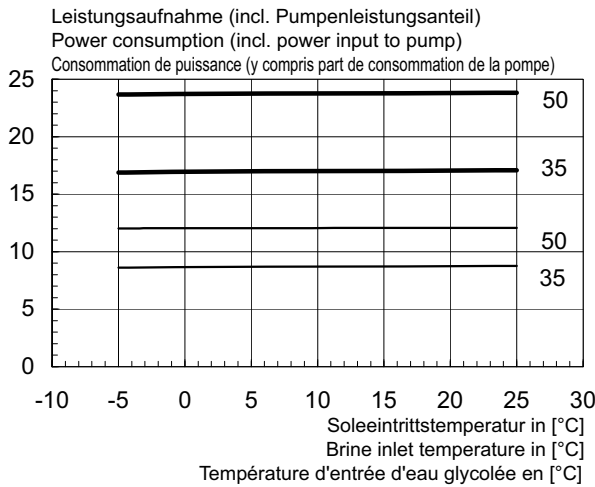 Leistungsaufnahme (incl. Pumpenleistungsanteil)
Power consumption (incl. power input to pump)
Consommation de puissance (y compris part de consommation de la pompe)
25
50
20
35
15
50
10
35
5
0
-10 -5 0 5 10 15 20 25 30
Soleeintrittstemperatur in [°C]
Brine inlet temperature in [°C]
Température d'entrée d'eau glycolée en [°C]